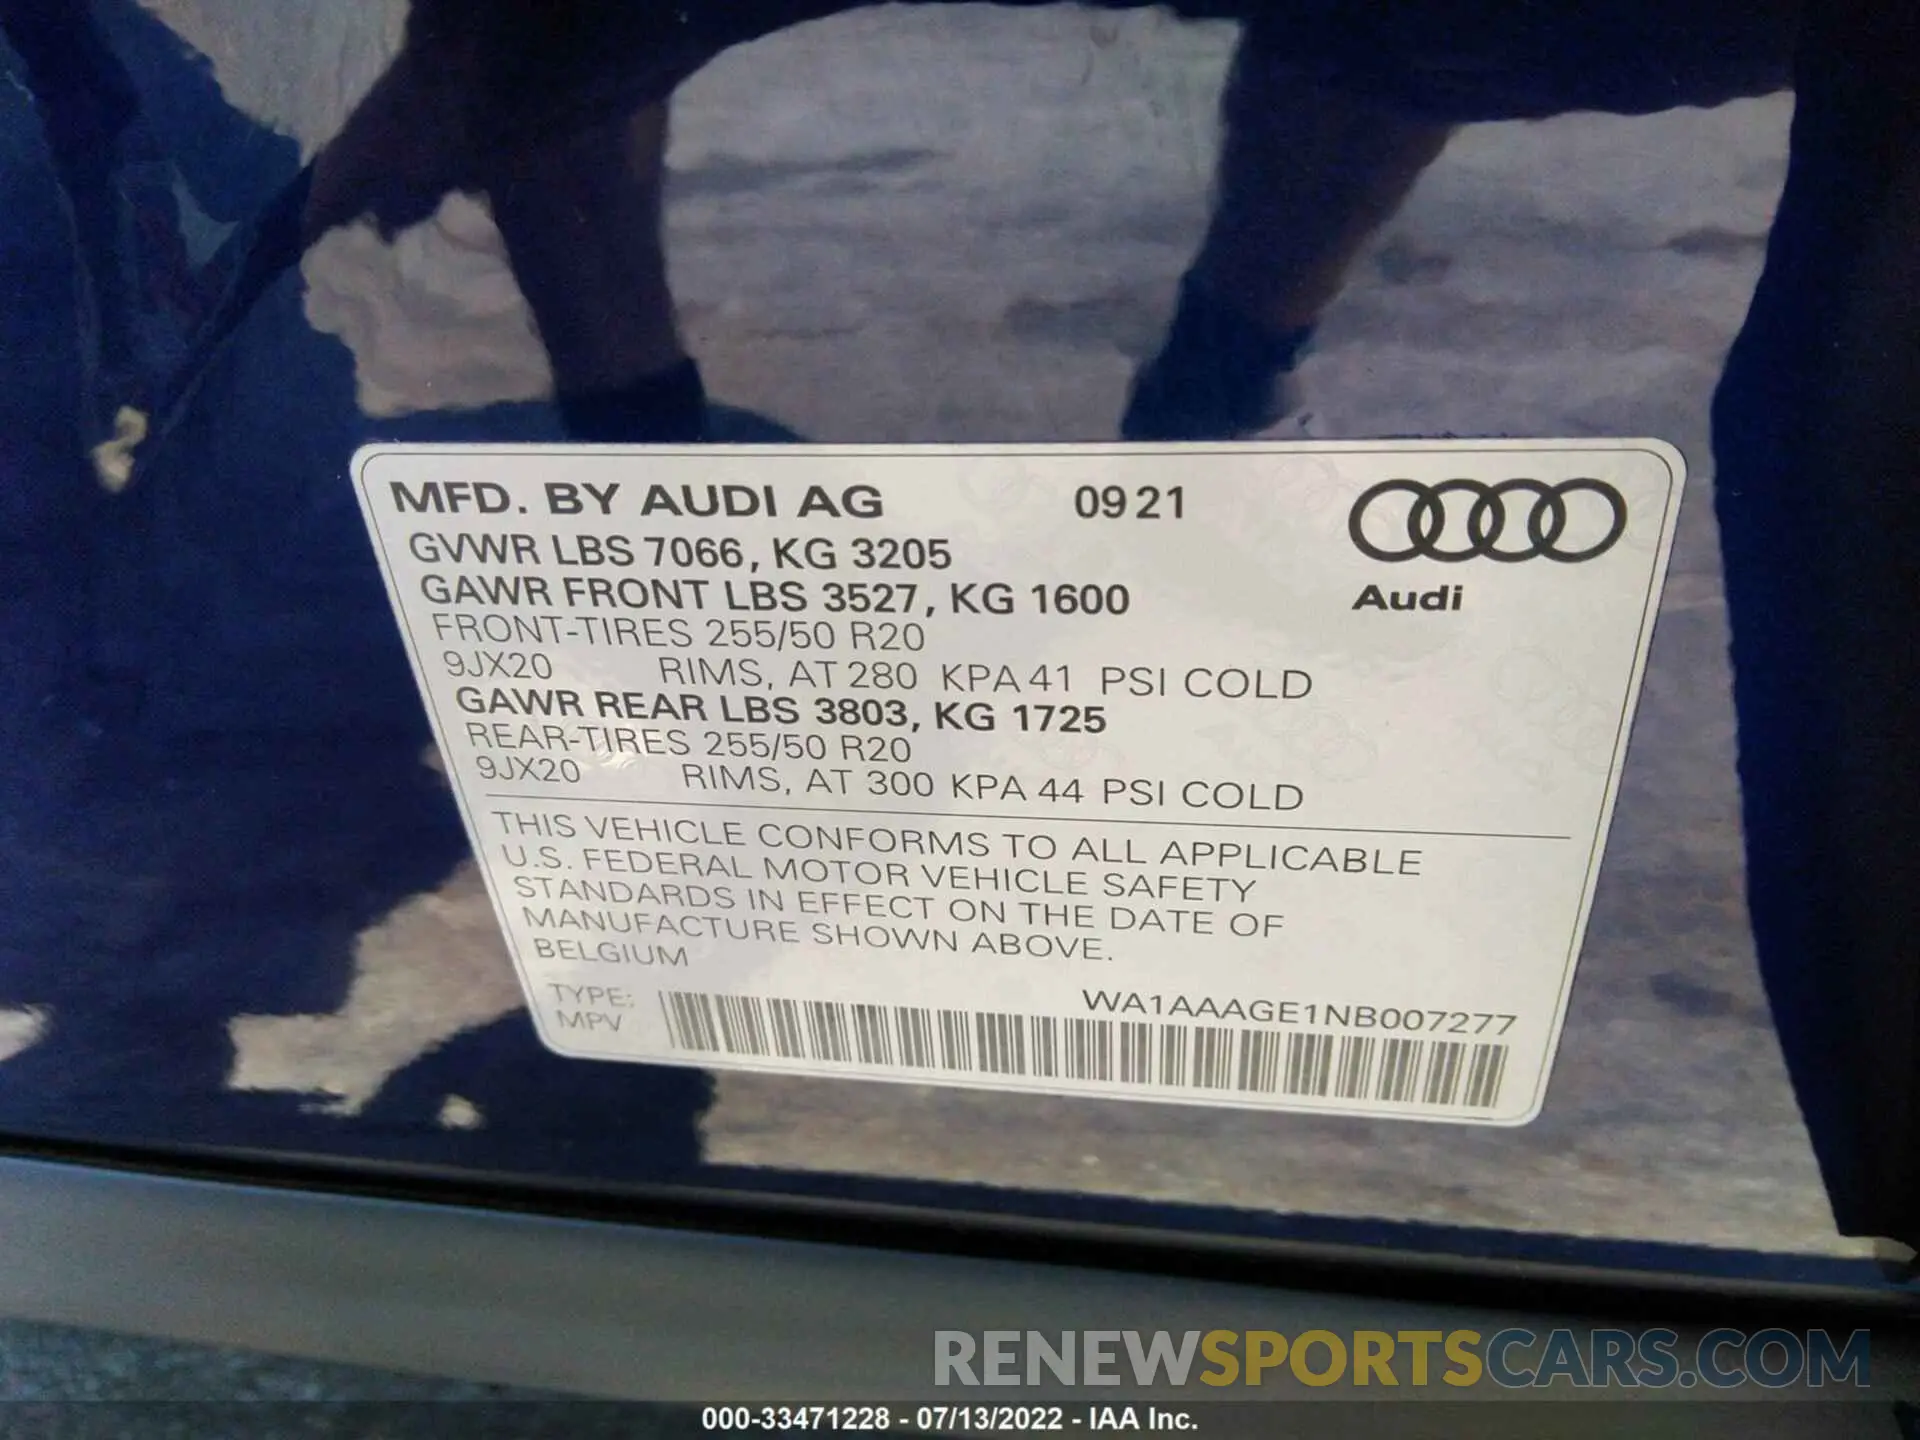 MFD. BY AUDI AG 09 21
GVWR LBS 7066, KG 3205
GAWR FRONT LBS 3527, KG 1600
Audi
FRONT-TIRES 255/50 R20
9JX20 RIMS, AT 280 KPA 41 PSI COLD
GAWR REAR LBS 3803, KG 1725
REAR-TIRES 255/50 R20
9JX20 RIMS, AT 300 KPA 44 PSI COLD
THIS VEHICLE CONFORMS TO ALL APPLICABLE
U.S. FEDERAL MOTOR VEHICLE SAFETY
STANDARDS IN EFFECT ON THE DATE OF
MANUFACTURE SHOWN ABOVE.
BELGIUM
TYPE: WA1AAAGE1NB007277
MPV
RENEWSPORTSCARS.COM
000-33471228 - 07/13/2022 - IAA Inc.